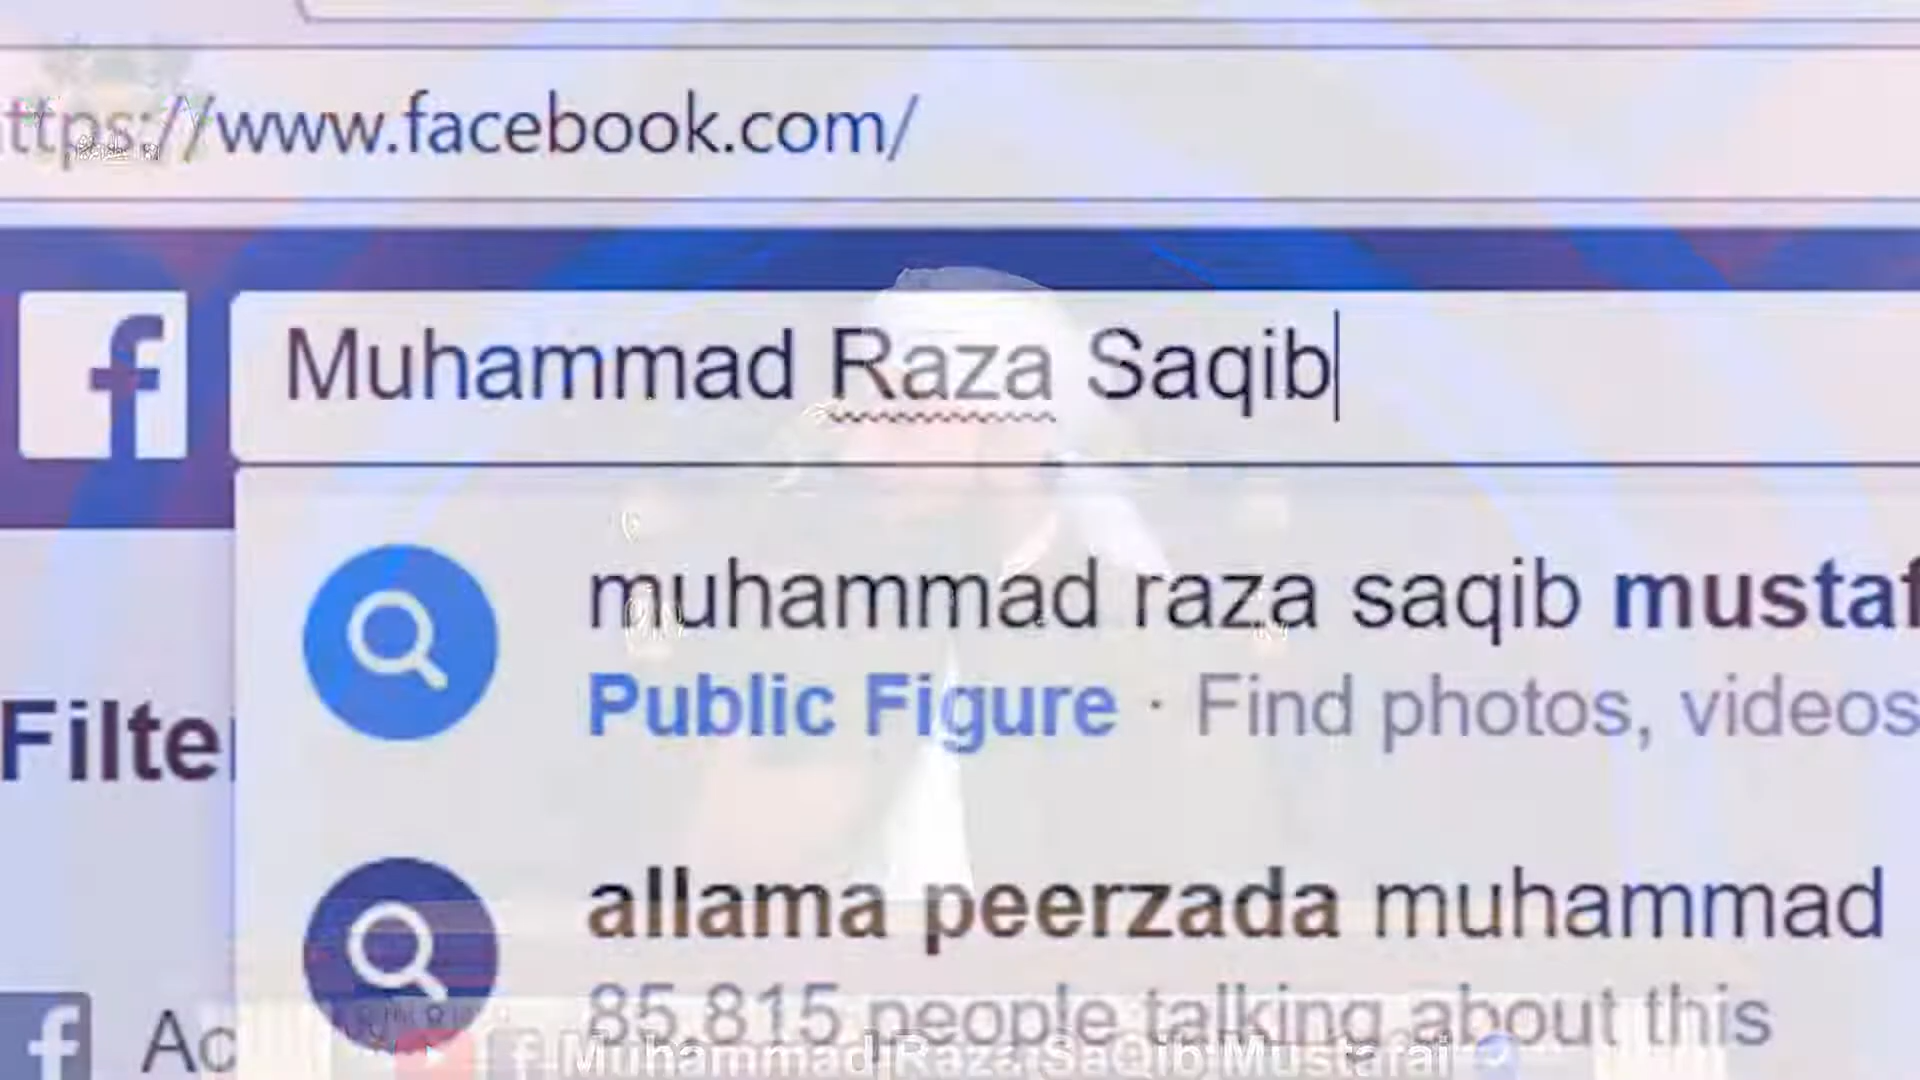 ttps://www.facebook.com/
Muhammad Raza Saqib
muhammad raza saqib mustaf
Public Figure · Find photos, videos
Filte
allama peerzada muhammad
85,815 people talking about this
Ac
Muhammad Raza SaQib Mustafai